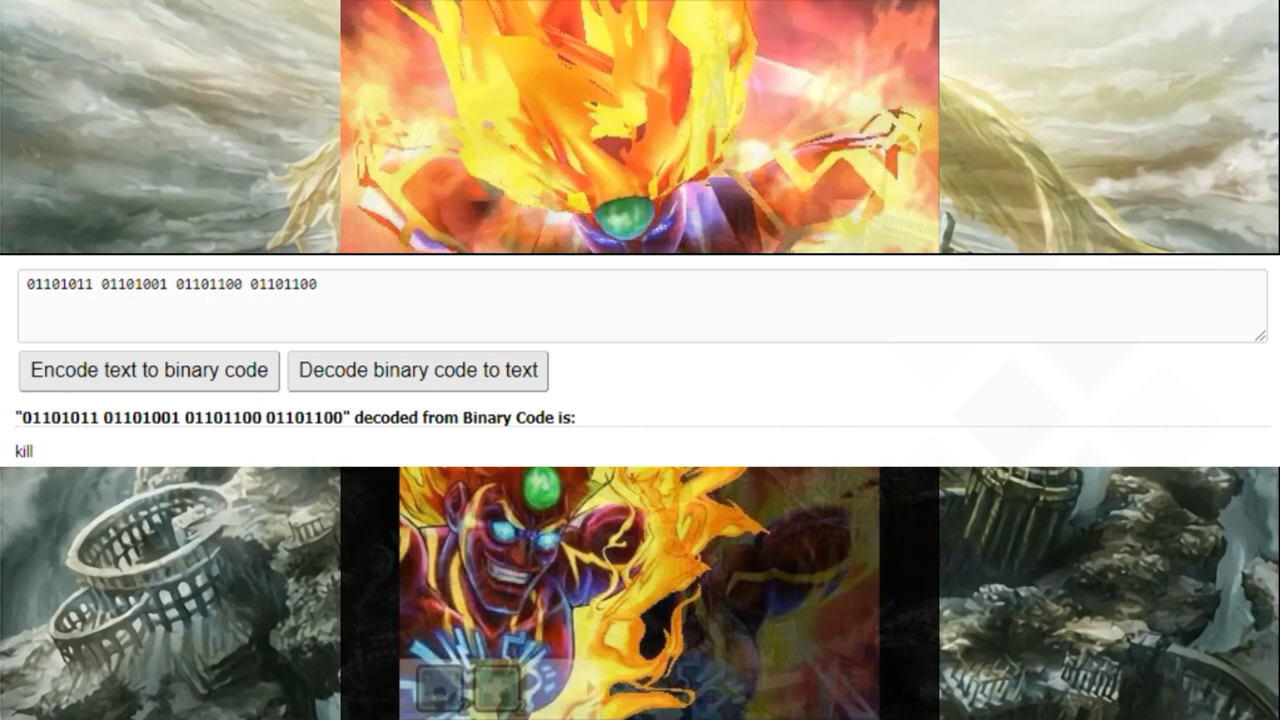 01101011 01101001 01101100 01101100
Encode text to binary code Decode binary code to text
"01101011 01101001 01101100 01101100" decoded from Binary Code is:
kill